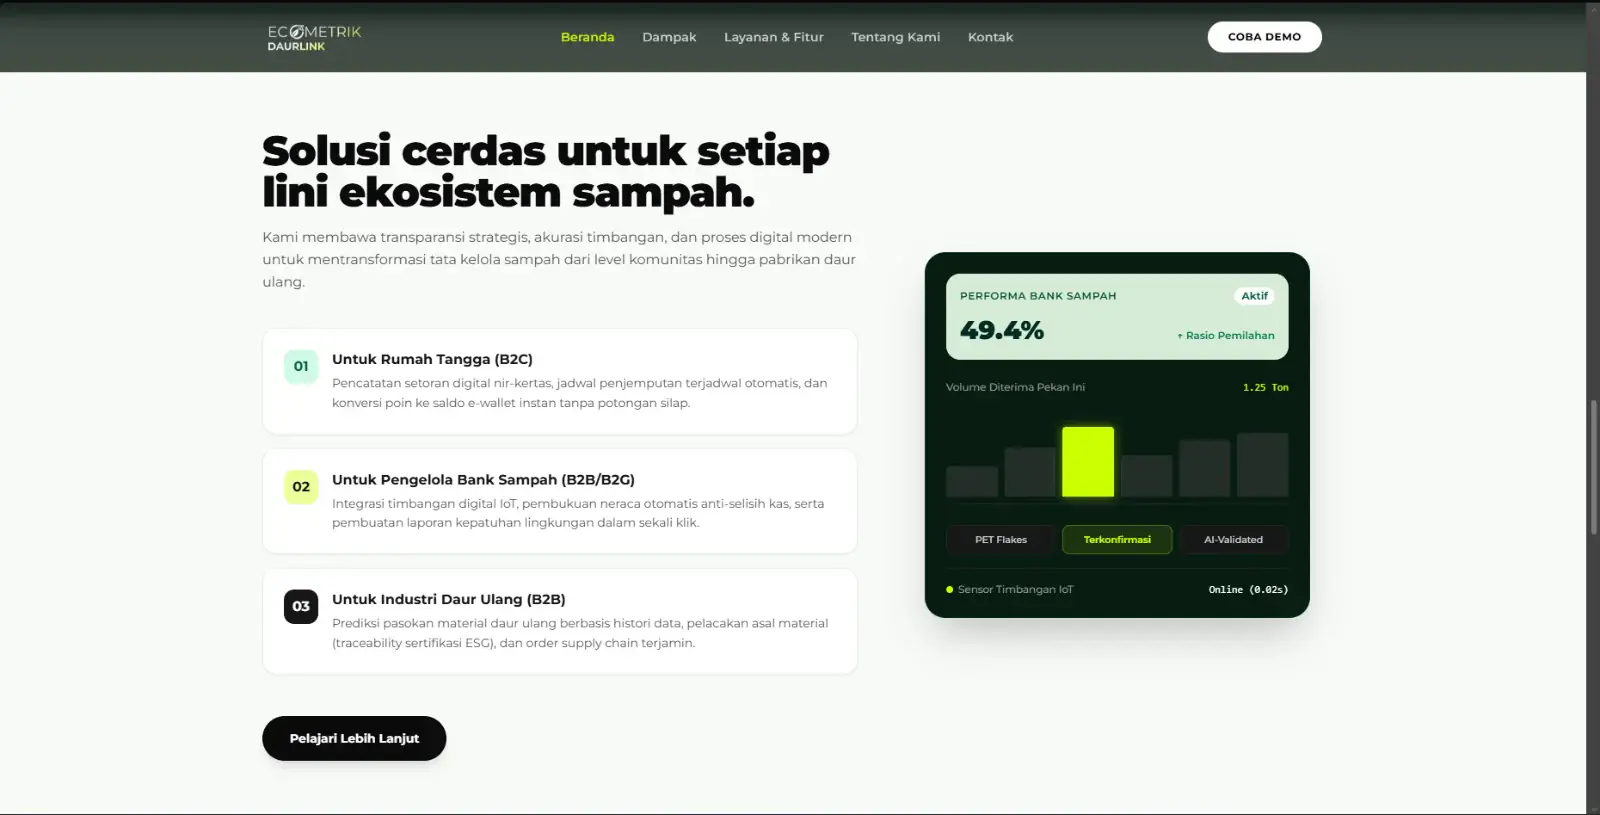 ECOMETRIK
DAURLINK
Beranda
Dampak
Layanan & Fitur
Tentang Kami
Kontak
COBA DEMO
Solusi cerdas untuk setiap
lini ekosistem sampah.
Kami membawa transparansi strategis, akurasi timbangan, dan proses digital modern
untuk mentransformasi tata kelola sampah dari level komunitas hingga pabrikan daur
ulang.
01
Untuk Rumah Tangga (B2C)
Pencatatan setoran digital nir-kertas, jadwal penjemputan terjadwal otomatis, dan
konversi poin ke saldo e-wallet instan tanpa potongan silap.
02
Untuk Pengelola Bank Sampah (B2B/B2G)
Integrasi timbangan digital IoT, pembukuan neraca otomatis anti-selisih kas, serta
pembuatan laporan kepatuhan lingkungan dalam sekali klik.
03
Untuk Industri Daur Ulang (B2B)
Prediksi pasokan material daur ulang berbasis histori data, pelacakan asal material
(traceability sertifikasi ESG), dan order supply chain terjamin.
Pelajari Lebih Lanjut
PERFORMA BANK SAMPAH
Aktif
49.4%
↑ Rasio Pemilahan
Volume Diterima Pekan Ini
1.25 Ton
PET Flakes
Terkonfirmasi
AI-Validated
Sensor Timbangan IoT
Online (0.02s)